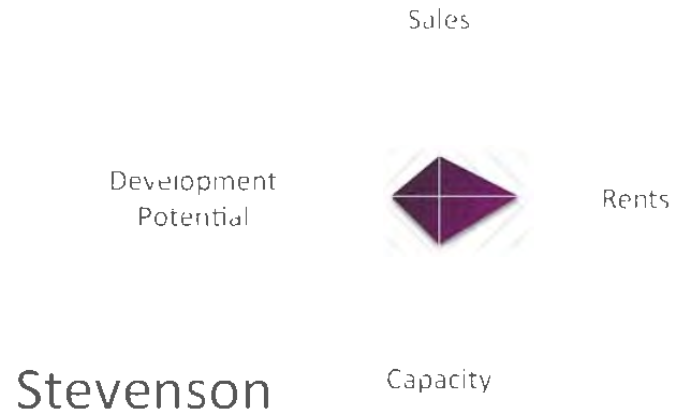 Sales
Development
Potential
Rents
Stevenson
Capacity